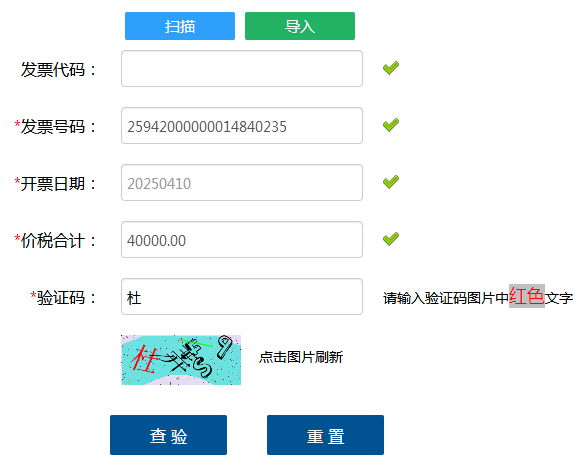 扫描 导入
发票代码：
*发票号码： 25942000000014840235
*开票日期： 20250410
*价税合计： 40000.00
*验证码： 杜 请输入验证码图片中红色文字
点击图片刷新
查 验 重 置